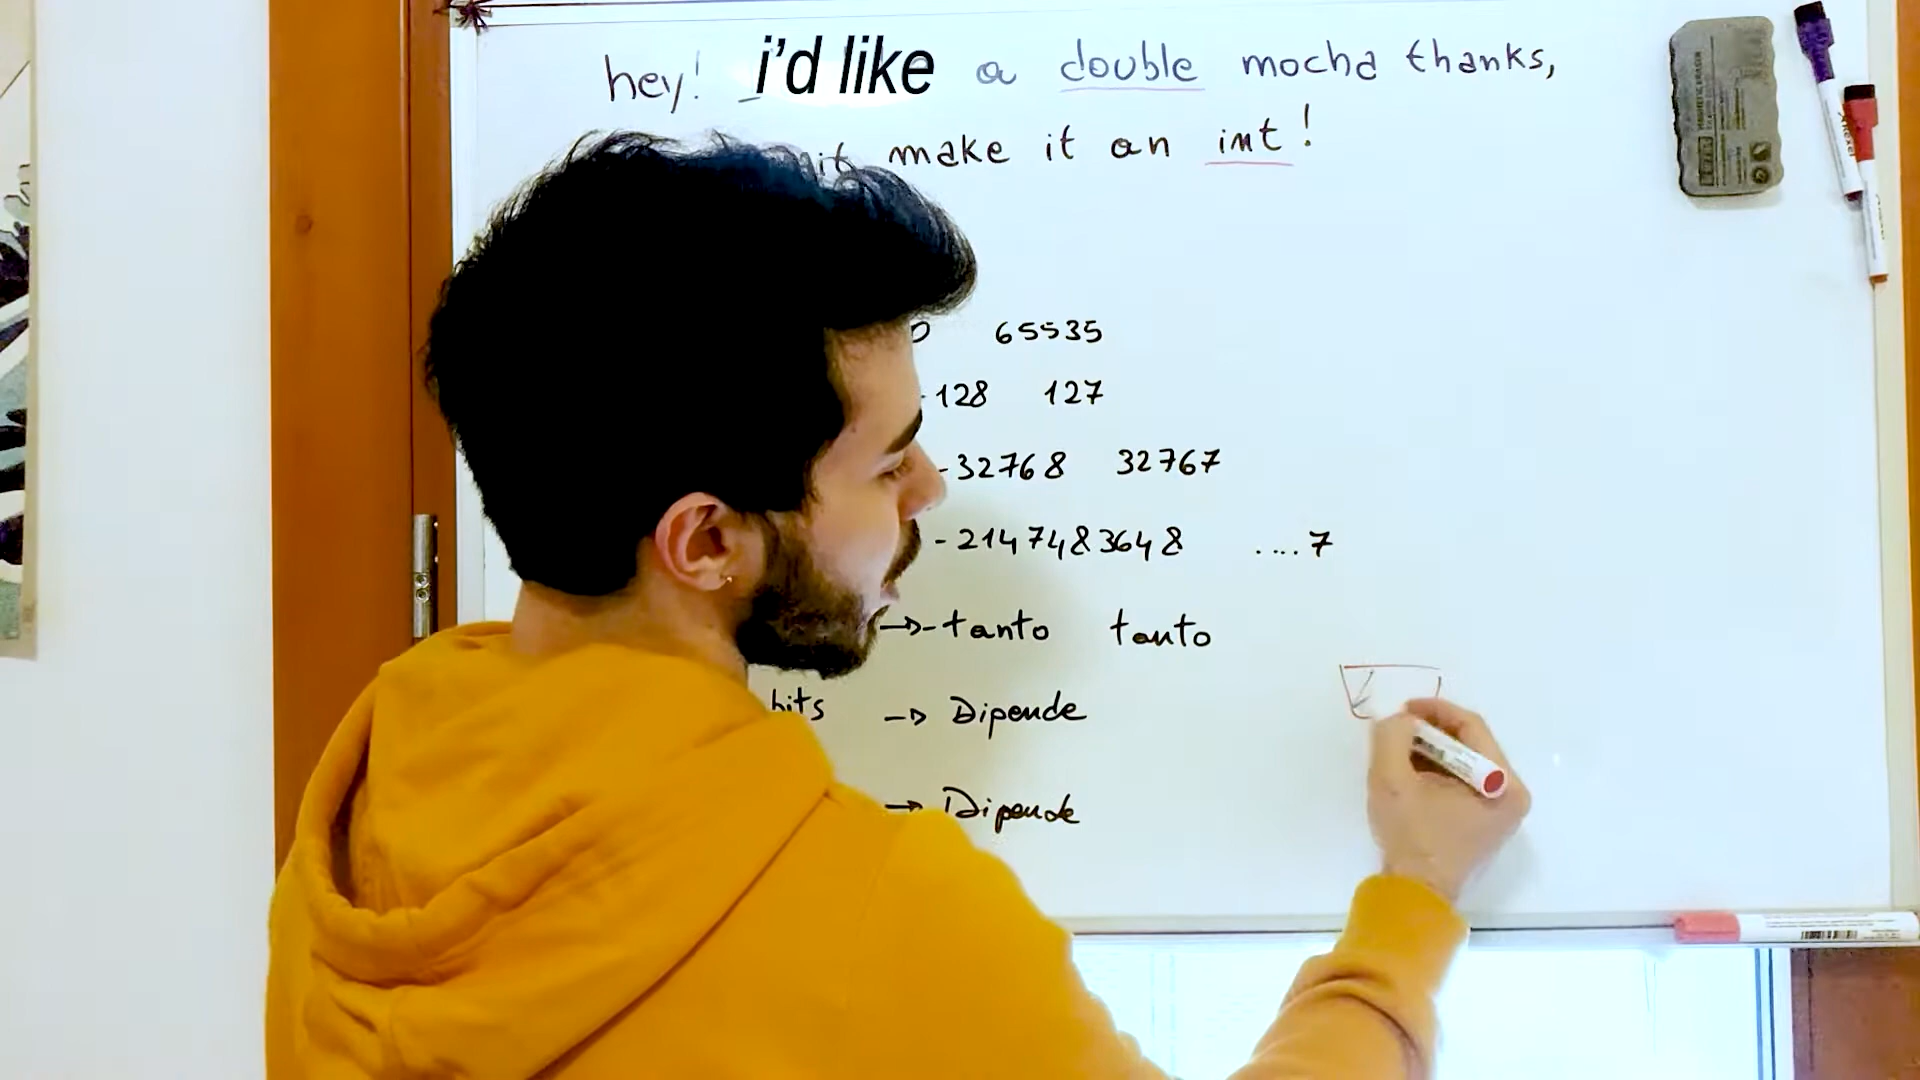 hey! i'd like a double mocha thanks,
make it an int!
0 65535
-128 127
-32768 32767
-2147483648 ....7
→ -tanto tanto
bits → Dipende
→ Dipende